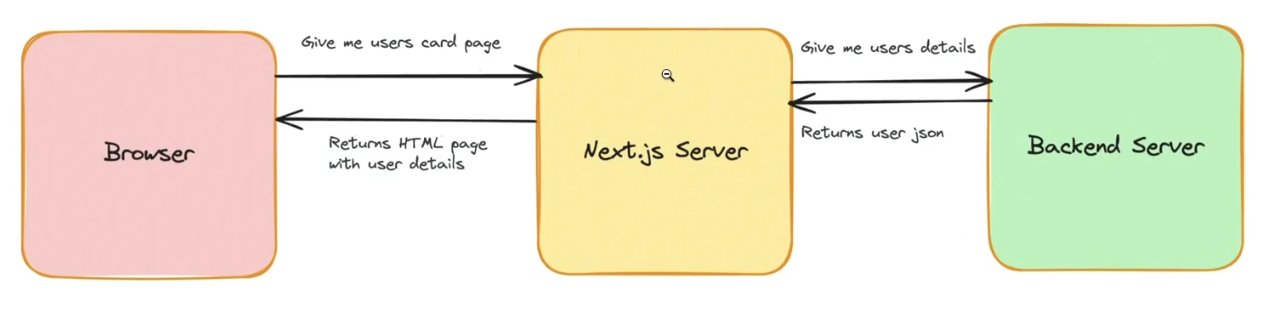 Give me users card page
Give me users details
Browser
Returns HTML page
with user details
Next.js Server
Returns user json
Backend Server